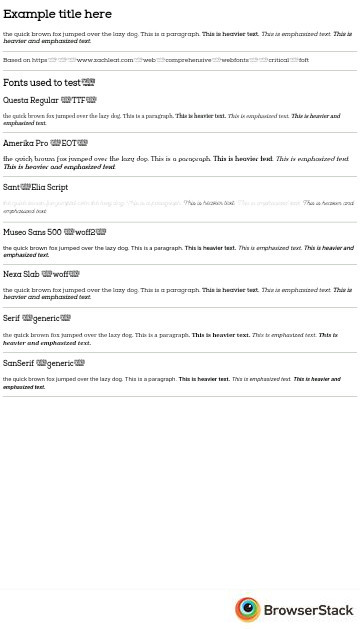 Example title here
the quick brown fox jumped over the lazy dog. This is a paragraph. This is heavier text. This is emphasized text. This is
heavier and emphasized text.
Based on https www.zachleat.com web comprehensive webfonts critical foft
Fonts used to test
Questa Regular TTF
the quick brown fox jumped over the lazy dog. This is a paragraph. This is heavier text. This is emphasized text. This is heavier and
emphasized text.
Amerika Pro EOT
the quick brown fox jumped over the lazy dog. This is a paragraph. This is heavier text. This is emphasized text.
This is heavier and emphasized text.
Sant Elia Script
the quick brown fox jumped over the lazy dog. This is a paragraph. This is heavier text. This is emphasized text. This is heavier and
emphasized text.
Museo Sans 500 woff2
the quick brown fox jumped over the lazy dog. This is a paragraph. This is heavier text. This is emphasized text. This is heavier and
emphasized text.
Nexa Slab woff
the quick brown fox jumped over the lazy dog. This is a paragraph. This is heavier text. This is emphasized text. This is
heavier and emphasized text.
Serif generic
the quick brown fox jumped over the lazy dog. This is a paragraph. This is heavier text. This is emphasized text. This is
heavier and emphasized text.
SanSerif generic
the quick brown fox jumped over the lazy dog. This is a paragraph. This is heavier text. This is emphasized text. This is heavier and
emphasized text.
BrowserStack